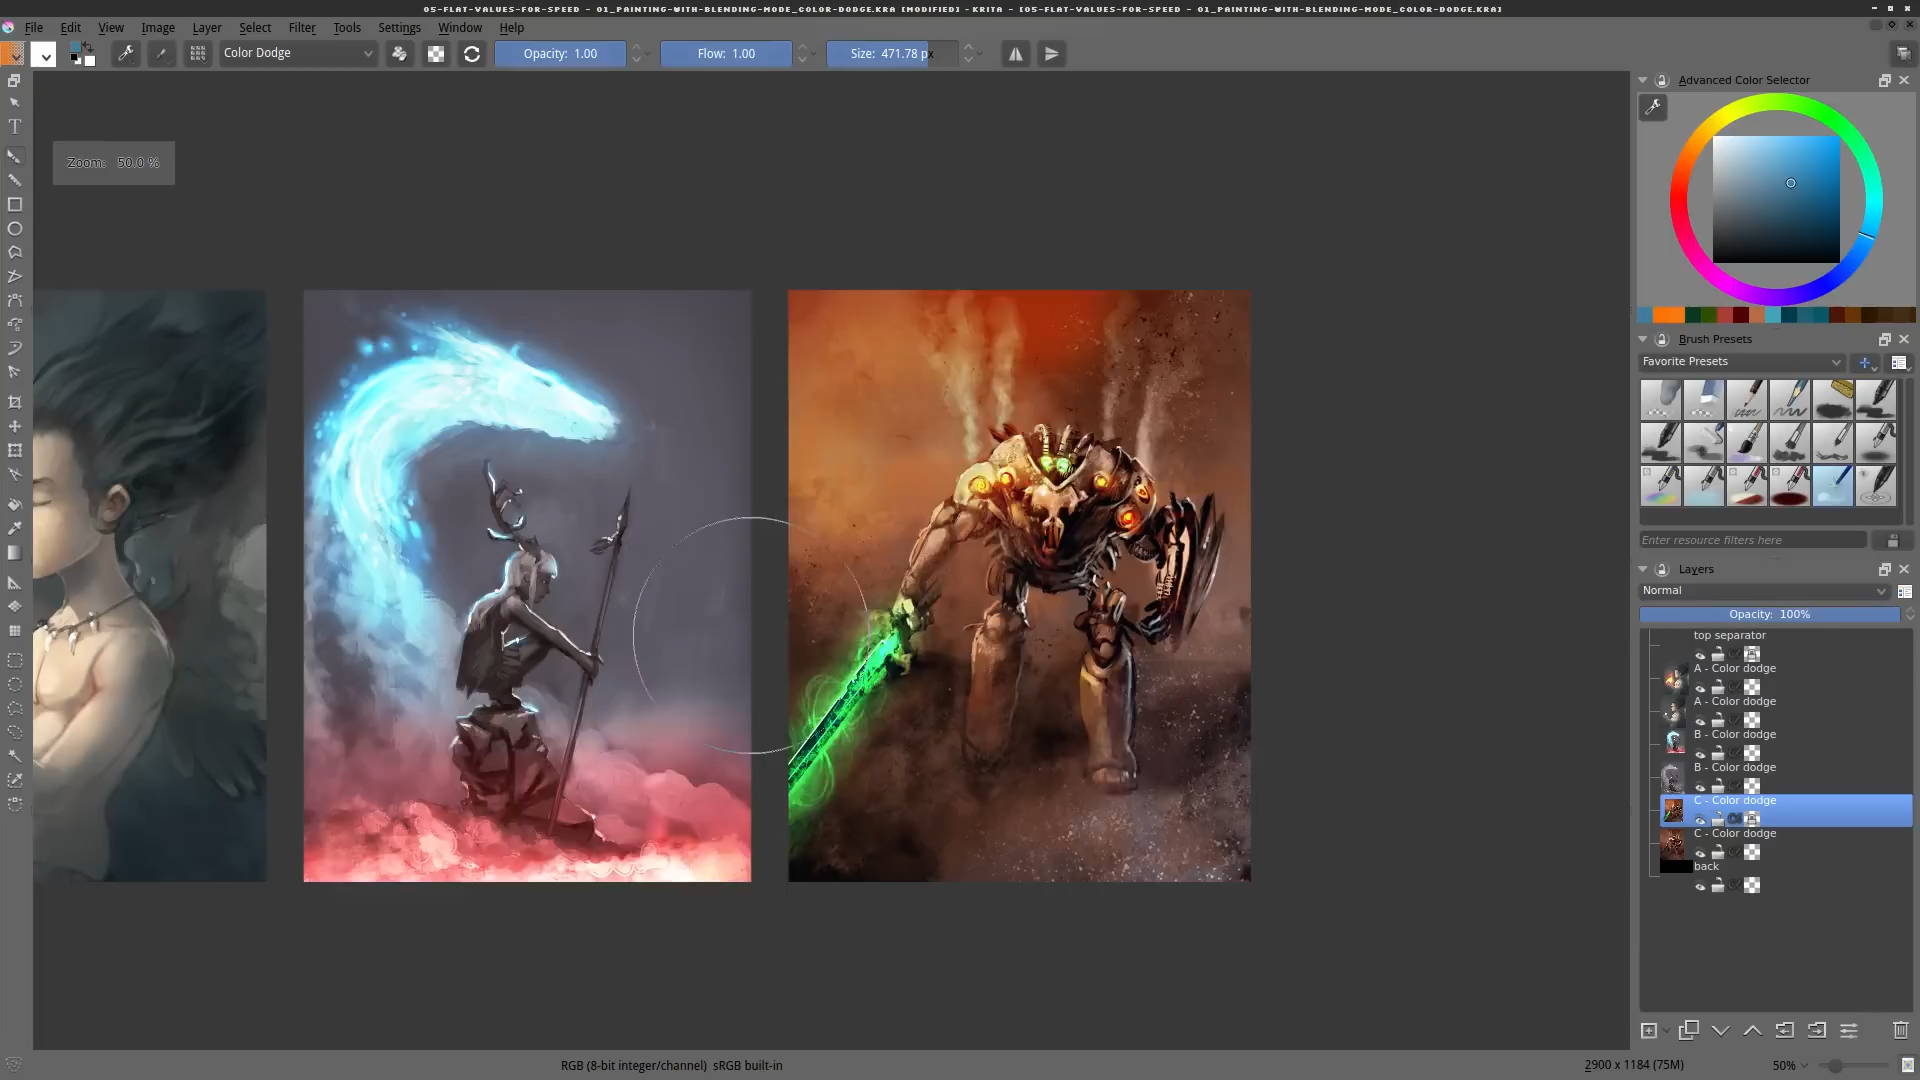 05-FLAT-VALUES-FOR-SPEED - 01_PAINTING-WITH-BLENDING-MODE_COLOR-DODGE.KRA [MODIFIED] - KRITA - [05-FLAT-VALUES-FOR-SPEED - 01_PAINTING-WITH-BLENDING-MODE_COLOR-DODGE.KRA]
File Edit View Image Layer Select Filter Tools Settings Window Help
Color Dodge Opacity: 1.00 Flow: 1.00 Size: 471.78 px
Advanced Color Selector
Zoom: 50.0 %
Brush Presets
Favorite Presets
Enter resource filters here
Layers
Normal
Opacity: 100%
top separator
A - Color dodge
A - Color dodge
B - Color dodge
B - Color dodge
C - Color dodge
C - Color dodge
back
RGB (8-bit integer/channel) sRGB built-in
2900 x 1184 (75M)
50%